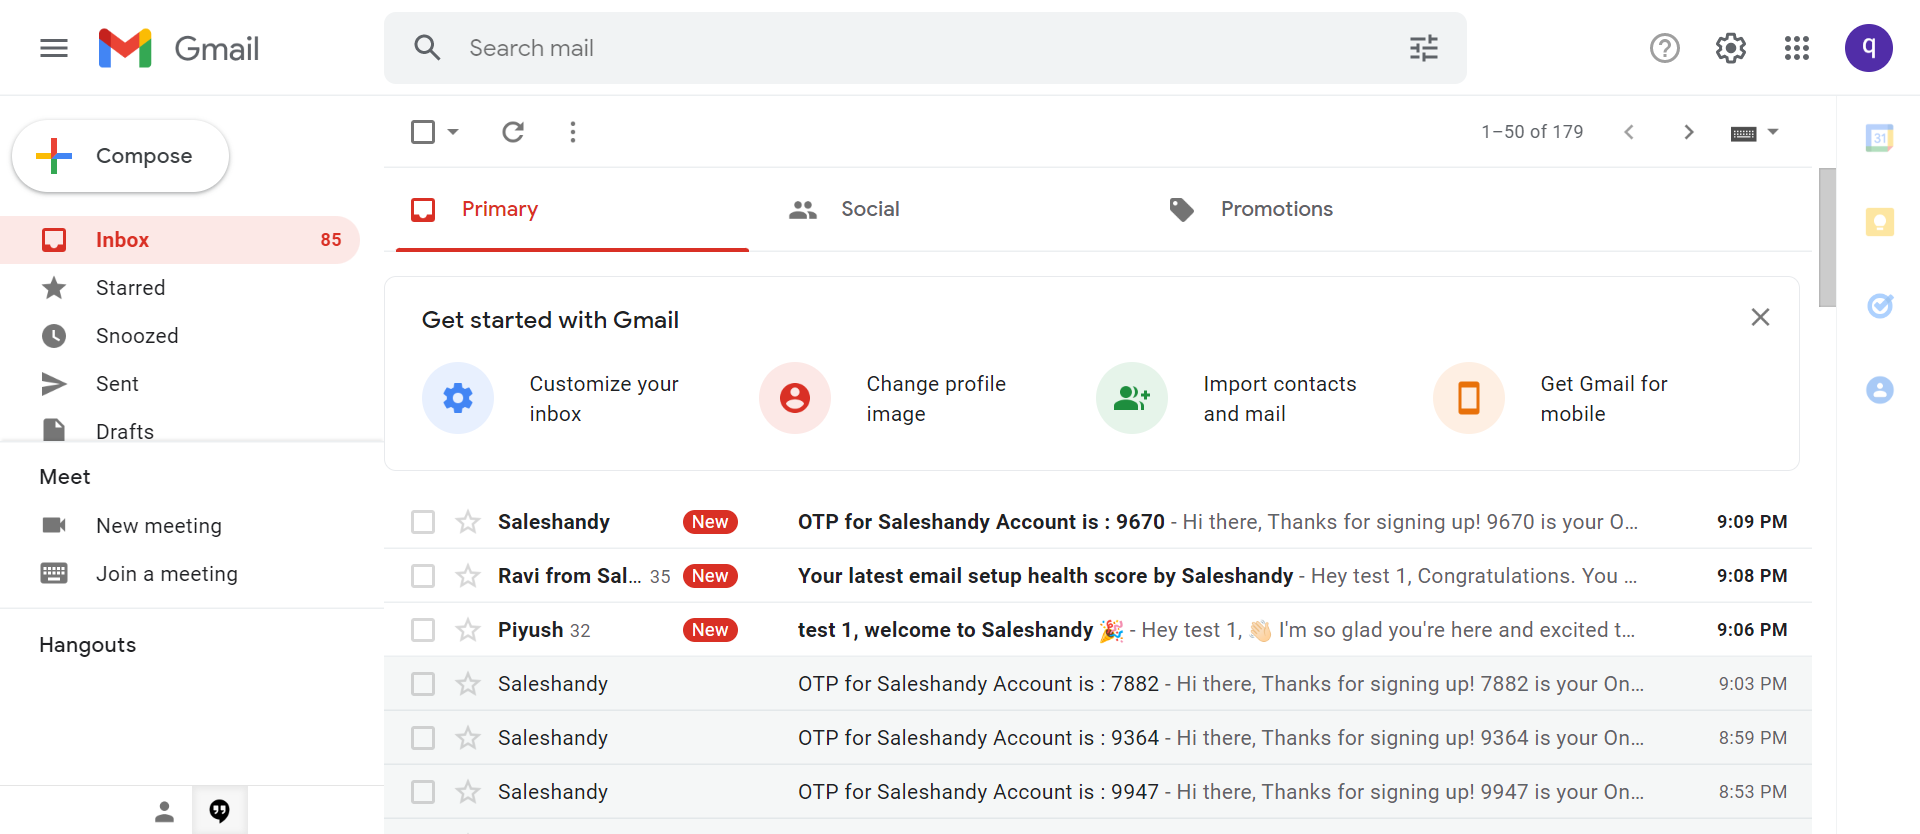 Gmail
Search mail
q
Compose
1–50 of 179
31
Primary
Social
Promotions
Inbox 85
Starred
Snoozed
Sent
Drafts
Get started with Gmail
Customize your
inbox
Change profile
image
Import contacts
and mail
Get Gmail for
mobile
Meet
New meeting
Join a meeting
Hangouts
Saleshandy New OTP for Saleshandy Account is : 9670 - Hi there, Thanks for signing up! 9670 is your O… 9:09 PM
Ravi from Sal… 35 New Your latest email setup health score by Saleshandy - Hey test 1, Congratulations. You … 9:08 PM
Piyush 32 New test 1, welcome to Saleshandy 🎉 - Hey test 1, 👋🏻 I'm so glad you're here and excited t… 9:06 PM
Saleshandy OTP for Saleshandy Account is : 7882 - Hi there, Thanks for signing up! 7882 is your On… 9:03 PM
Saleshandy OTP for Saleshandy Account is : 9364 - Hi there, Thanks for signing up! 9364 is your On… 8:59 PM
Saleshandy OTP for Saleshandy Account is : 9947 - Hi there, Thanks for signing up! 9947 is your On… 8:53 PM